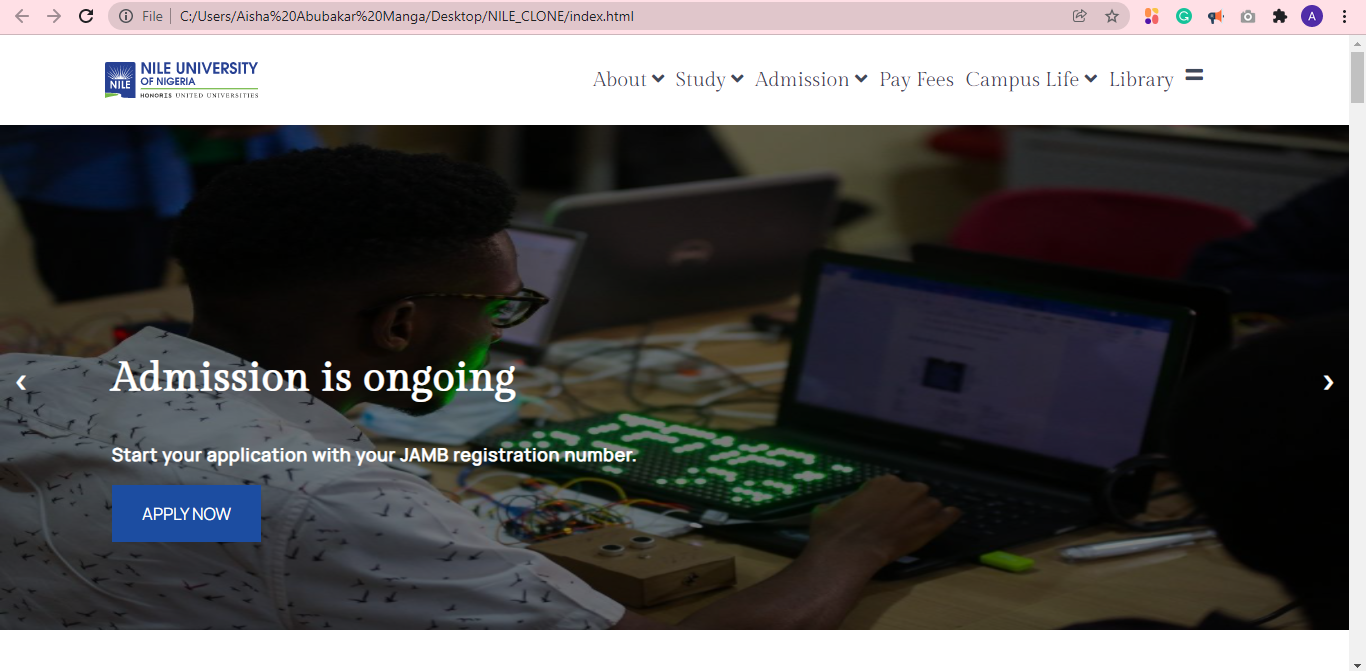 File | C:/Users/Aisha%20Abubakar%20Manga/Desktop/NILE_CLONE/index.html
A
NILE UNIVERSITY
OF NIGERIA
NILE
HONORIS UNITED UNIVERSITIES
About Study Admission Pay Fees Campus Life Library
Admission is ongoing
Start your application with your JAMB registration number.
APPLY NOW